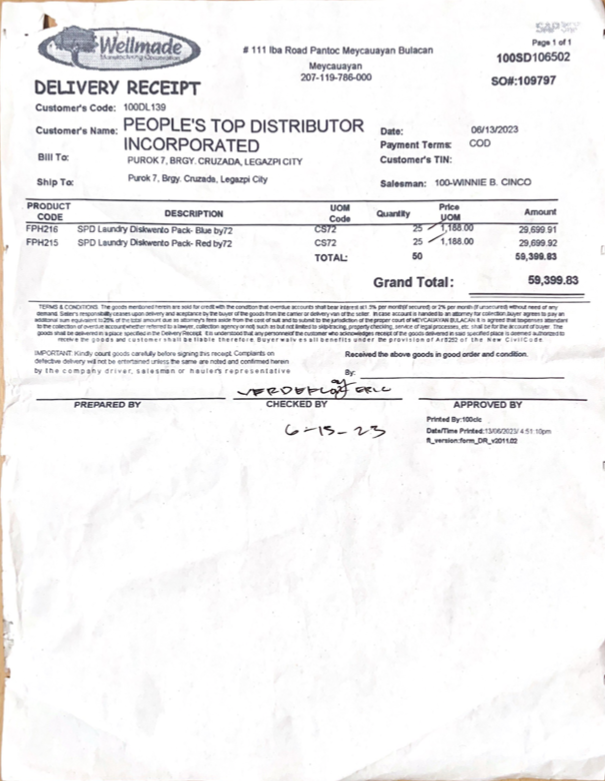 SAP
Page 1 of 1
Wellmade
Manufacturing Corporation
# 111 Iba Road Pantoc Meycauayan Bulacan
Meycauayan
207-119-786-000
100SD106502
SO#:109797
DELIVERY RECEIPT
Customer's Code: 100DL139
Customer's Name: PEOPLE'S TOP DISTRIBUTOR INCORPORATED
Date: 06/13/2023
Payment Terms: COD
Bill To: PUROK 7, BRGY. CRUZADA, LEGAZPI CITY
Customer's TIN:
Ship To: Purok 7, Brgy. Cruzada, Legazpi City
Salesman: 100-WINNIE B. CINCO
PRODUCT CODE DESCRIPTION UOM Code Quantity Price UOM Amount
FPH216 SPD Laundry Diskwento Pack- Blue by72 CS72 25 1,188.00 29,699.91
FPH215 SPD Laundry Diskwento Pack- Red by72 CS72 25 1,188.00 29,699.92
TOTAL: 50 59,399.83
Grand Total: 59,399.83
TERMS & CONDITIONS. The goods mentioned herein are sold for credit with the condition that overdue accounts shall bear interest at 1.5% per month(if secured) or 2% per month (if unsecured) without need of any
demand. Seller's responsibility ceases upon delivery and acceptance by the buyer of the goods from the carrier or delivery van of the seller. In case account is handed to an attorney for collection buyer agrees to pay an
additional sum equivalent to 25% of the total amount due as attorney's fees aside from the cost of suit and to submit to the jurisdiction of the proper court of MEYCAUAYAN BULACAN It is agreed that expenses attendant
to the collection of overdue account(whether referred to a lawyer, collection agency or not) such as but not limited to skip tracing, property checking, service of legal processes, etc. shall be for the account of buyer. The
goods shall be delivered in a place specified in the Delivery Receipt. It is understood that any personnel of the customer who acknowledges receipt of the goods delivered in said specified place is deemed authorized to
receive the goods and customer shall be liable therefore. Buyer waives all benefits under the provision of Art1252 of the New Civil Code.
IMPORTANT. Kindly count goods carefully before signing this receipt. Complaints on
defective delivery will not be entertained unless the same are noted and confirmed herein
by the company driver, salesman or hauler's representative
Received the above goods in good order and condition.
By:
ERIC
PREPARED BY CHECKED BY APPROVED BY
6-15-23
Printed By:100clc
Date/Time Printed:13/06/2023/ 4:51:10pm
fl_version:form_DR_v2011.02